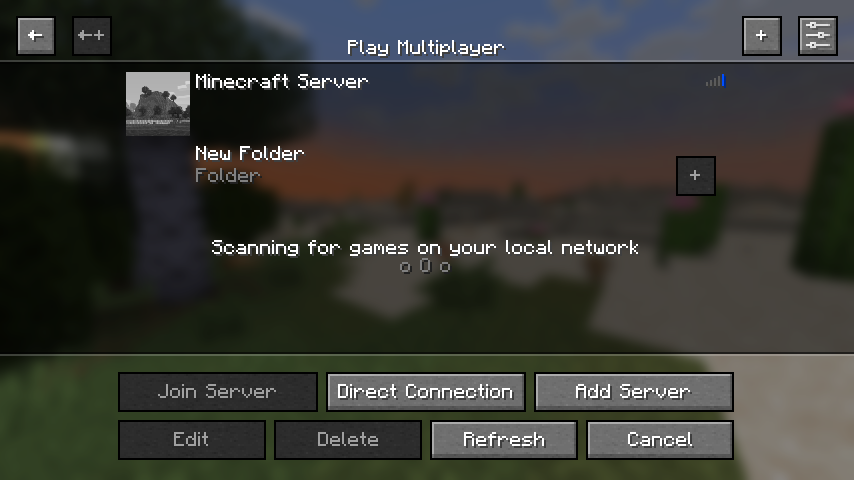 Play Multiplayer
Minecraft Server
New Folder
Folder
Scanning for games on your local network
o O o
Join Server
Direct Connection
Add Server
Edit
Delete
Refresh
Cancel